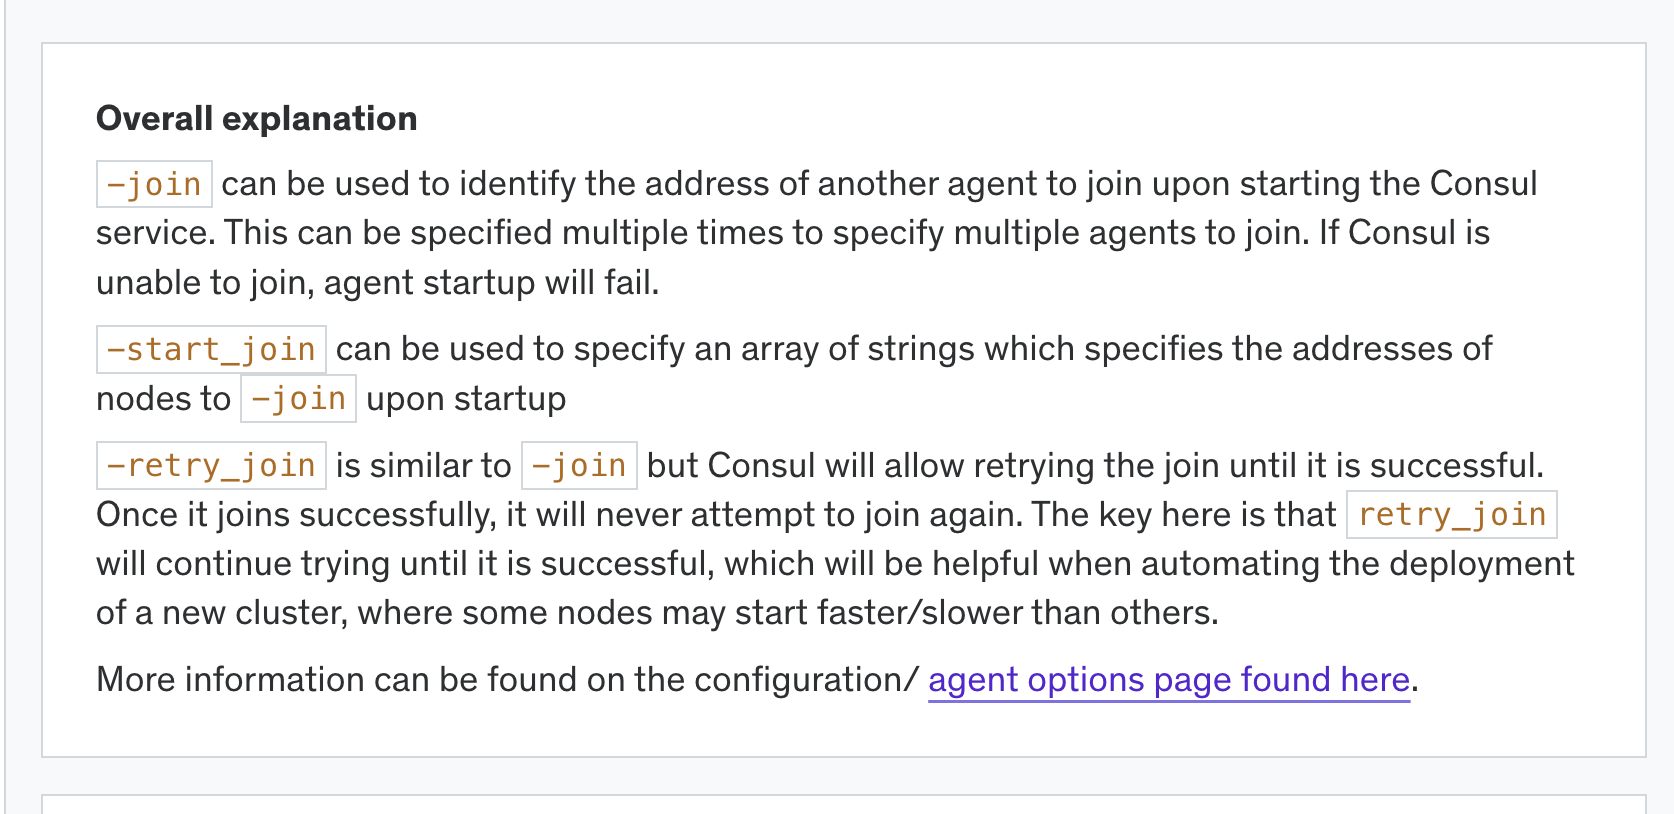 Overall explanation
–join can be used to identify the address of another agent to join upon starting the Consul
service. This can be specified multiple times to specify multiple agents to join. If Consul is
unable to join, agent startup will fail.
–start_join can be used to specify an array of strings which specifies the addresses of
nodes to –join upon startup
–retry_join is similar to –join but Consul will allow retrying the join until it is successful.
Once it joins successfully, it will never attempt to join again. The key here is that retry_join
will continue trying until it is successful, which will be helpful when automating the deployment
of a new cluster, where some nodes may start faster/slower than others.
More information can be found on the configuration/ agent options page found here.